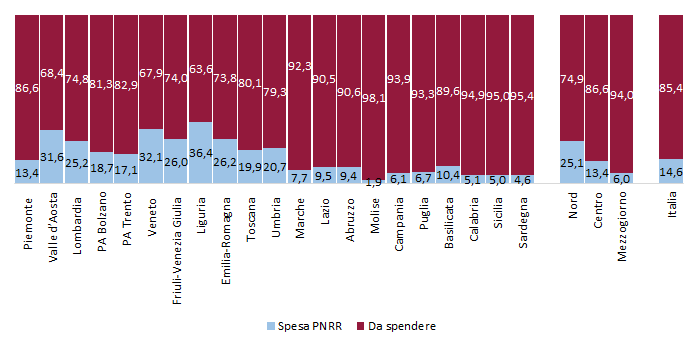 86,6 68,4 74,8 81,3 82,9 67,9 74,0 63,6 73,8 80,1 79,3 92,3 90,5 90,6 98,1 93,9 93,3 89,6 94,9 95,0 95,4 74,9 86,6 94,0 85,4
13,4 31,6 25,2 18,7 17,1 32,1 26,0 36,4 26,2 19,9 20,7 7,7 9,5 9,4 1,9 6,1 6,7 10,4 5,1 5,0 4,6 25,1 13,4 6,0 14,6
Piemonte
Valle d'Aosta
Lombardia
PA Bolzano
PA Trento
Veneto
Friuli-Venezia Giulia
Liguria
Emilia-Romagna
Toscana
Umbria
Marche
Lazio
Abruzzo
Molise
Campania
Puglia
Basilicata
Calabria
Sicilia
Sardegna
Nord
Centro
Mezzogiorno
Italia
Spesa PNRR
Da spendere